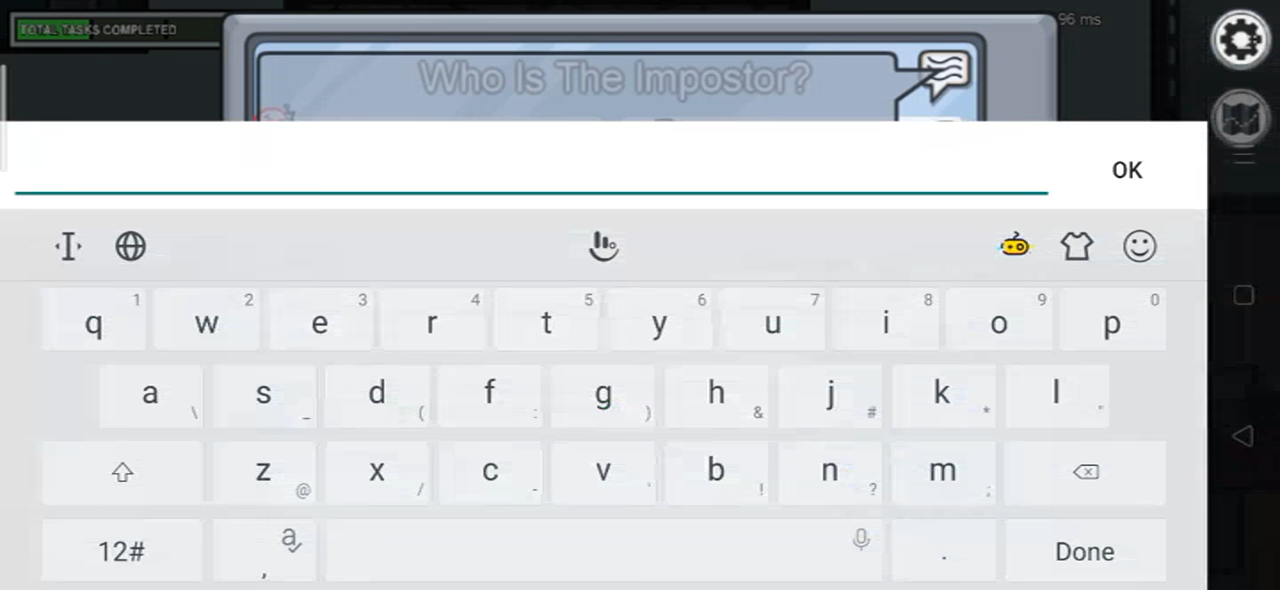 TOTAL TASKS COMPLETED
96 ms
Who Is The Impostor?
OK
1 2 3 4 5 6 7 8 9 0
q w e r t y u i o p
a s d f g h j k l
\ _ ( : ) & # * "
z x c v b n m
@ / - ' ! ? ;
12# a , . Done